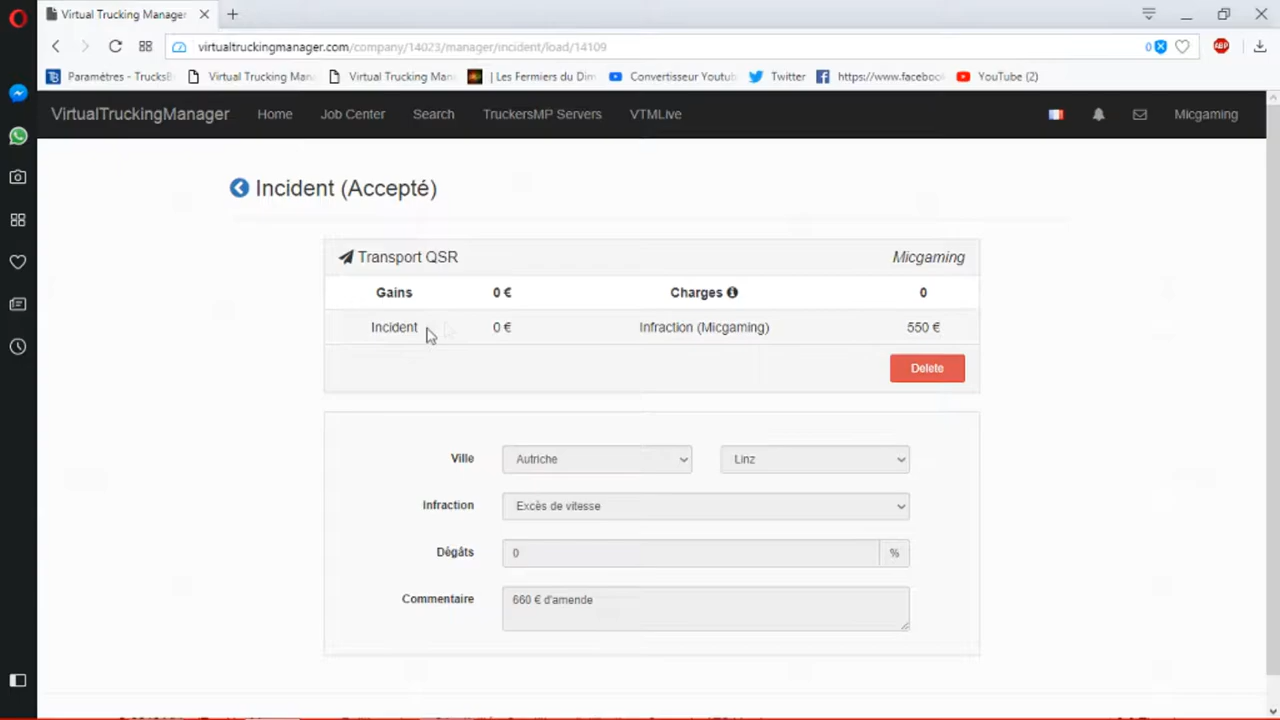 Virtual Trucking Manager
virtualtruckingmanager.com/company/14023/manager/incident/load/14109
0
ABP
Paramètres - TrucksB
Virtual Trucking Man
Virtual Trucking Man
| Les Fermiers du Dim
Convertisseur Youtub
Twitter
https://www.faceboo
YouTube (2)
VirtualTruckingManager Home Job Center Search TruckersMP Servers VTMLive Micgaming
Incident (Accepté)
Transport QSR Micgaming
Gains 0 € Charges 0
Incident 0 € Infraction (Micgaming) 550 €
Delete
Ville Autriche Linz
Infraction Excès de vitesse
Dégâts 0 %
Commentaire 660 € d'amende